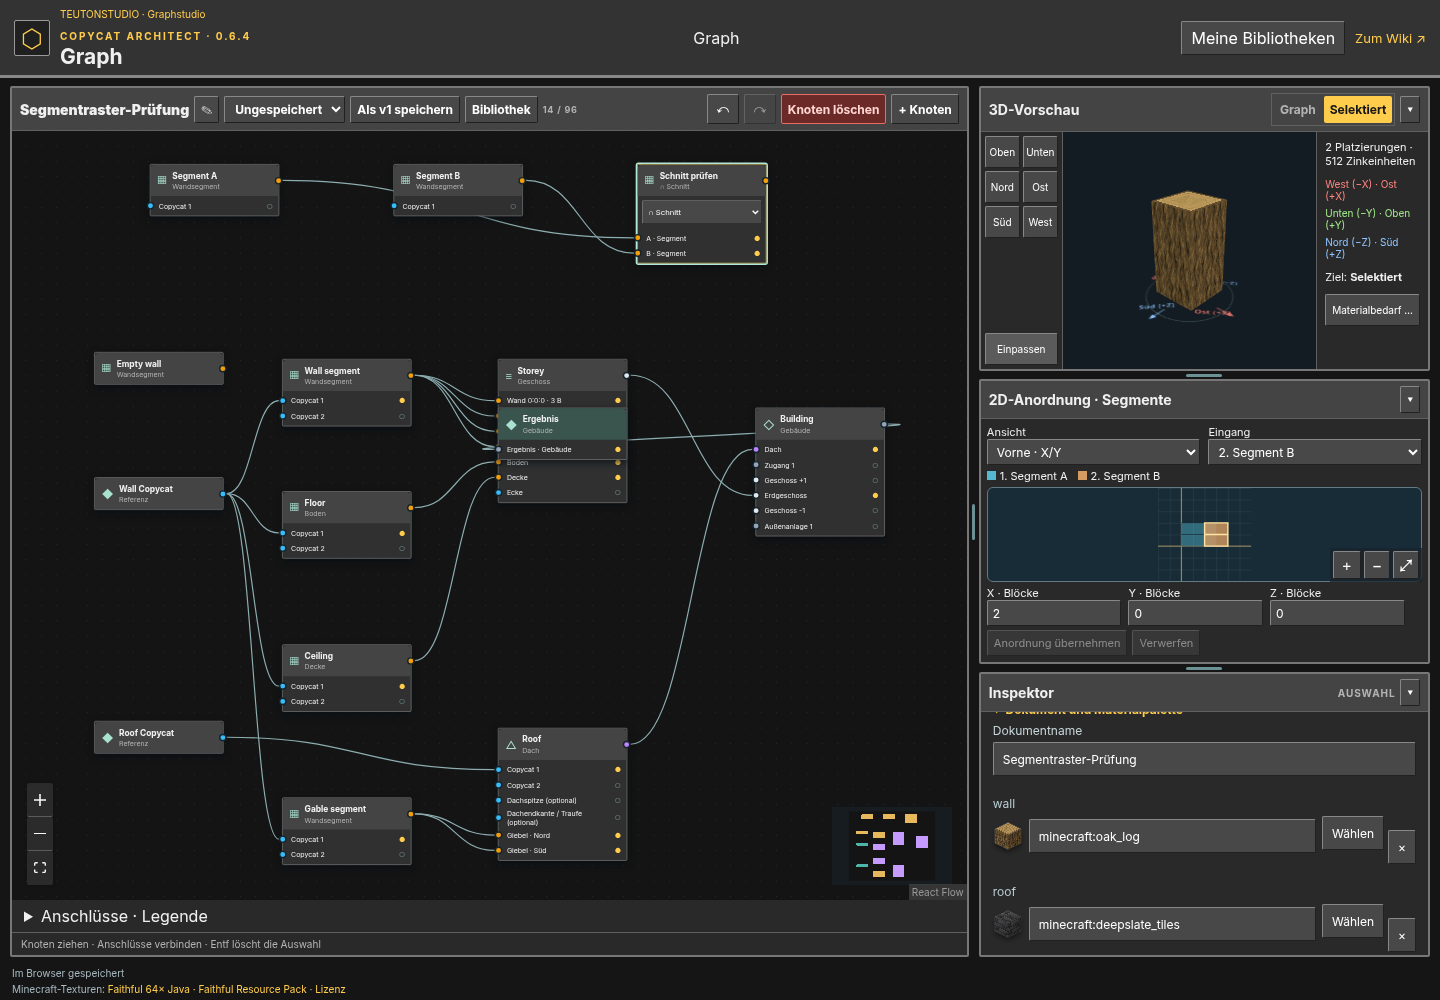 TEUTONSTUDIO · Graphstudio
COPYCAT ARCHITECT · 0.6.4
Graph
Graph
Meine Bibliotheken
Zum Wiki ↗
Segmentraster-Prüfung
✎
Ungespeichert
Als v1 speichern
Bibliothek
14 / 96
Knoten löschen
+ Knoten
Segment A
Wandsegment
Copycat 1
Segment B
Wandsegment
Copycat 1
Schnitt prüfen
∩ Schnitt
∩ Schnitt
A · Segment
B · Segment
Empty wall
Wandsegment
Wall segment
Wandsegment
Copycat 1
Copycat 2
Storey
Geschoss
Wand 0:0:0 · 3 B
Ergebnis
Gebäude
Ergebnis · Gebäude
Boden
Decke
Ecke
Building
Gebäude
Dach
Zugang 1
Geschoss +1
Erdgeschoss
Geschoss -1
Außenanlage 1
Wall Copycat
Referenz
Floor
Boden
Copycat 1
Copycat 2
Ceiling
Decke
Copycat 1
Copycat 2
Roof Copycat
Referenz
Roof
Dach
Copycat 1
Copycat 2
Dachspitze (optional)
Dachendkante / Traufe
(optional)
Giebel · Nord
Giebel · Süd
Gable segment
Wandsegment
Copycat 1
Copycat 2
React Flow
Anschlüsse · Legende
Knoten ziehen · Anschlüsse verbinden · Entf löscht die Auswahl
3D-Vorschau
Graph
Selektiert
Oben
Unten
Nord
Ost
Süd
West
Einpassen
Süd (+Z)
Ost (+X)
2 Platzierungen ·
512 Zinkeinheiten
West (−X) · Ost
(+X)
Unten (−Y) · Oben
(+Y)
Nord (−Z) · Süd
(+Z)
Ziel: Selektiert
Materialbedarf ...
2D-Anordnung · Segmente
Ansicht
Eingang
Vorne · X/Y
2. Segment B
1. Segment A
2. Segment B
+
−
X · Blöcke
Y · Blöcke
Z · Blöcke
2
0
0
Anordnung übernehmen
Verwerfen
Inspektor
AUSWAHL
Dokument und Materialpalette
Dokumentname
Segmentraster-Prüfung
wall
minecraft:oak_log
Wählen
×
roof
minecraft:deepslate_tiles
Wählen
×
Im Browser gespeichert
Minecraft-Texturen: Faithful 64× Java · Faithful Resource Pack · Lizenz